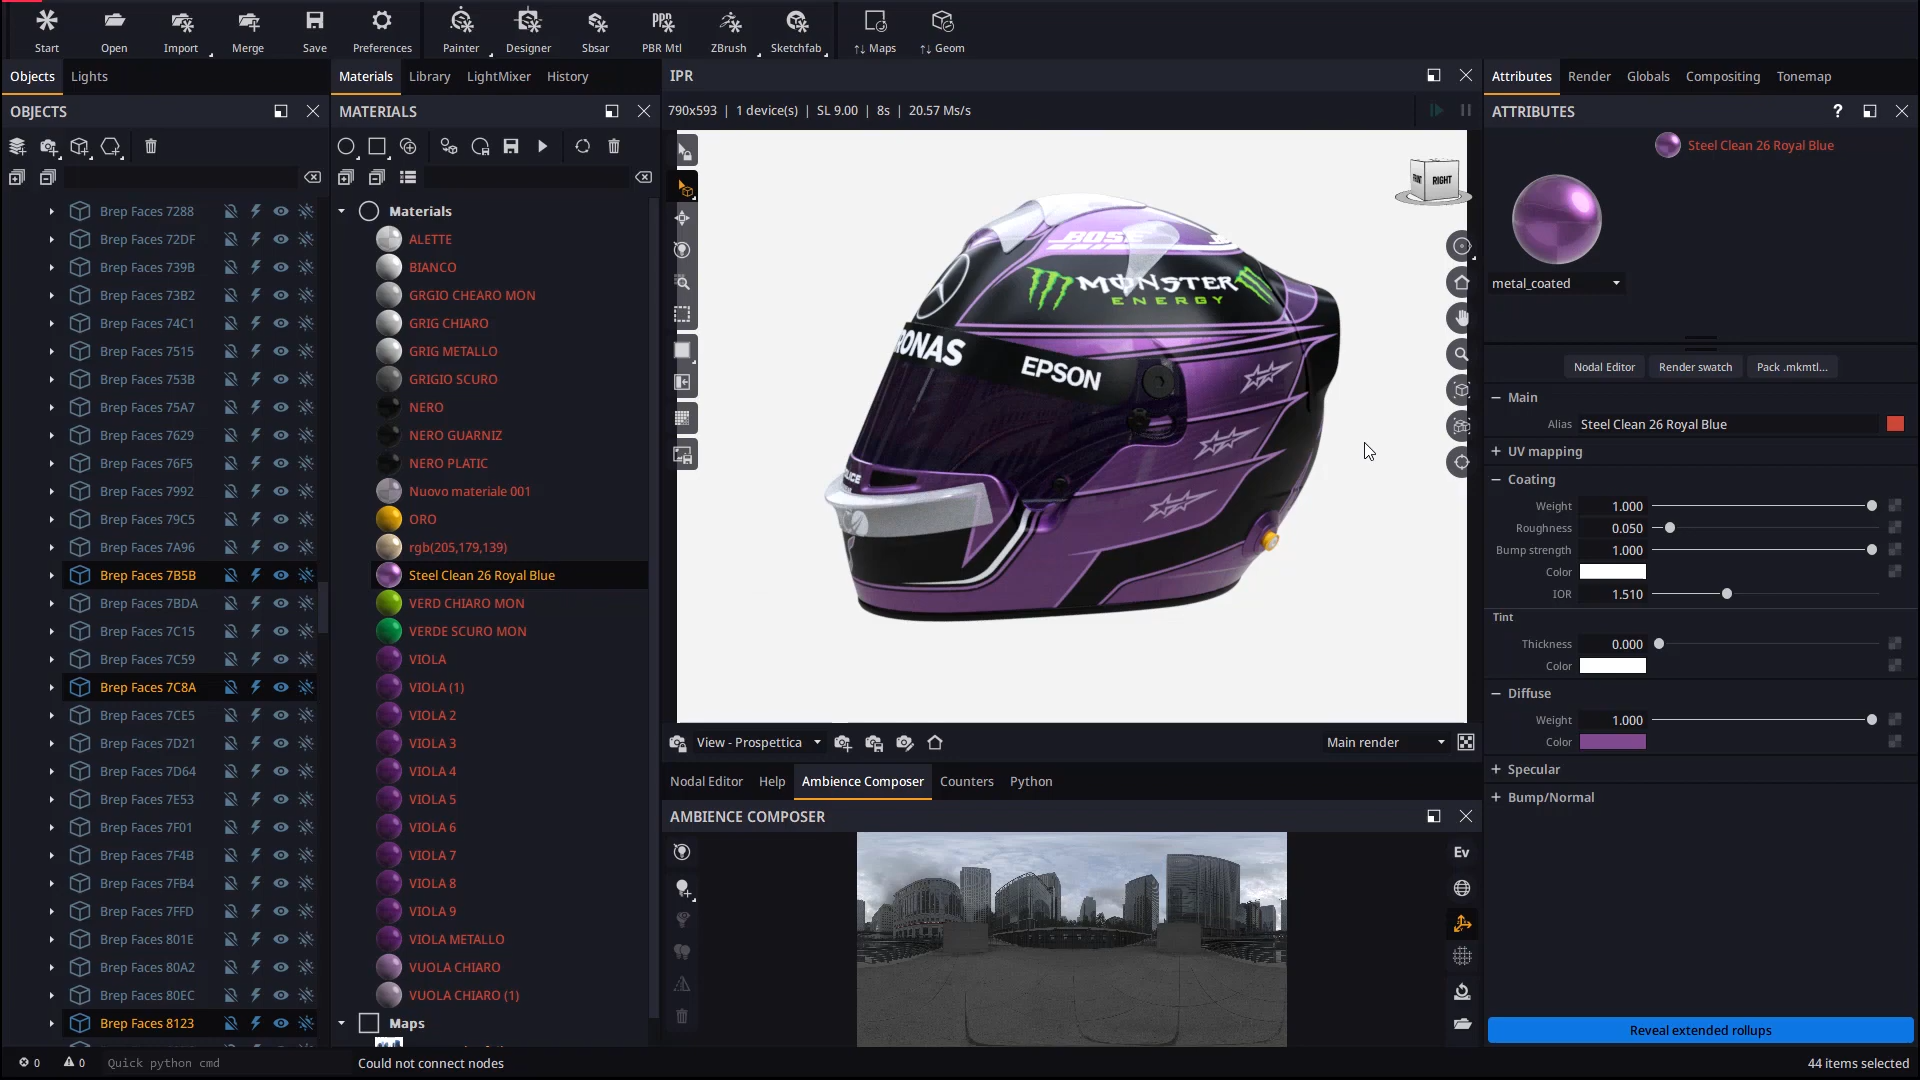 Start Open Import Merge Save Preferences Painter Designer Sbsar PBR Mtl ZBrush Sketchfab ↑↓ Maps ↑↓ Geom
Objects Lights
OBJECTS
Brep Faces 7288
Brep Faces 72DF
Brep Faces 739B
Brep Faces 73B2
Brep Faces 74C1
Brep Faces 7515
Brep Faces 753B
Brep Faces 75A7
Brep Faces 7629
Brep Faces 76F5
Brep Faces 7992
Brep Faces 79C5
Brep Faces 7A96
Brep Faces 7B5B
Brep Faces 7BDA
Brep Faces 7C15
Brep Faces 7C59
Brep Faces 7C8A
Brep Faces 7CE5
Brep Faces 7D21
Brep Faces 7D64
Brep Faces 7E53
Brep Faces 7F01
Brep Faces 7F4B
Brep Faces 7FB4
Brep Faces 7FFD
Brep Faces 801E
Brep Faces 80A2
Brep Faces 80EC
Brep Faces 8123
Materials Library LightMixer History
MATERIALS
Materials
ALETTE
BIANCO
GRGIO CHEARO MON
GRIG CHIARO
GRIG METALLO
GRIGIO SCURO
NERO
NERO GUARNIZ
NERO PLATIC
Nuovo materiale 001
ORO
rgb(205,179,139)
Steel Clean 26 Royal Blue
VERD CHIARO MON
VERDE SCURO MON
VIOLA
VIOLA (1)
VIOLA 2
VIOLA 3
VIOLA 4
VIOLA 5
VIOLA 6
VIOLA 7
VIOLA 8
VIOLA 9
VIOLA METALLO
VUOLA CHIARO
VUOLA CHIARO (1)
Maps
IPR
790x593 | 1 device(s) | SL 9.00 | 8s | 20.57 Ms/s
RIGHT
BOSE
MONSTER
ENERGY
RONAS
EPSON
View - Prospettica
Main render
Nodal Editor Help Ambience Composer Counters Python
AMBIENCE COMPOSER
Ev
Attributes Render Globals Compositing Tonemap
ATTRIBUTES
?
Steel Clean 26 Royal Blue
metal_coated
Nodal Editor Render swatch Pack .mkmtl...
− Main
Alias Steel Clean 26 Royal Blue
+ UV mapping
− Coating
Weight 1.000
Roughness 0.050
Bump strength 1.000
Color
IOR 1.510
Tint
Thickness 0.000
Color
− Diffuse
Weight 1.000
Color
+ Specular
+ Bump/Normal
Reveal extended rollups
0 0 Quick python cmd Could not connect nodes 44 items selected